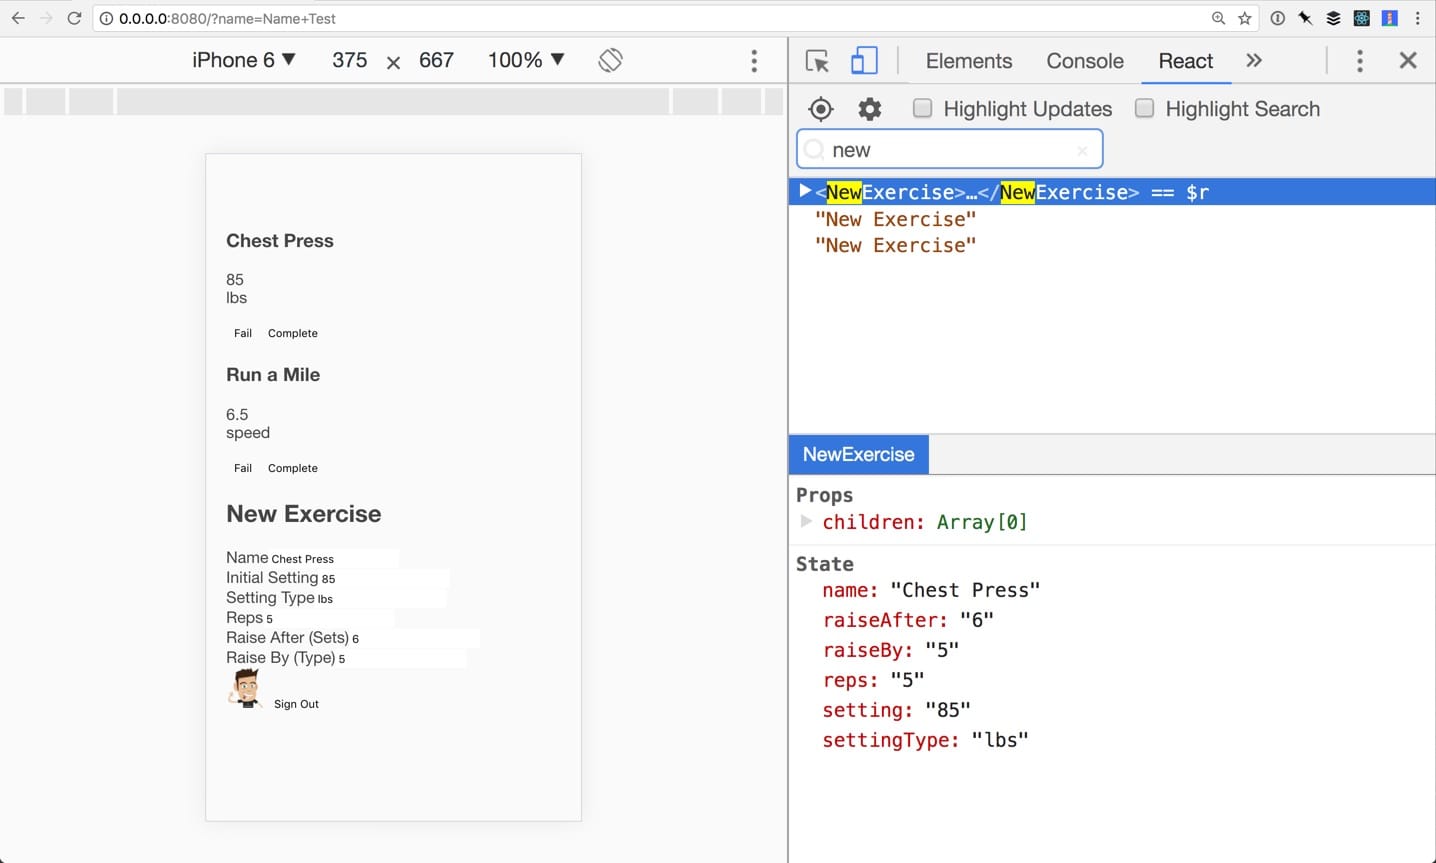 0.0.0.0:8080/?name=Name+Test
iPhone 6 ▼ 375 × 667 100% ▼
Elements Console React »
Highlight Updates Highlight Search
new
<NewExercise>…</NewExercise> == $r
"New Exercise"
"New Exercise"
NewExercise
Props
children: Array[0]
State
name: "Chest Press"
raiseAfter: "6"
raiseBy: "5"
reps: "5"
setting: "85"
settingType: "lbs"
Chest Press
85
lbs
Fail Complete
Run a Mile
6.5
speed
Fail Complete
New Exercise
Name Chest Press
Initial Setting 85
Setting Type lbs
Reps 5
Raise After (Sets) 6
Raise By (Type) 5
Sign Out